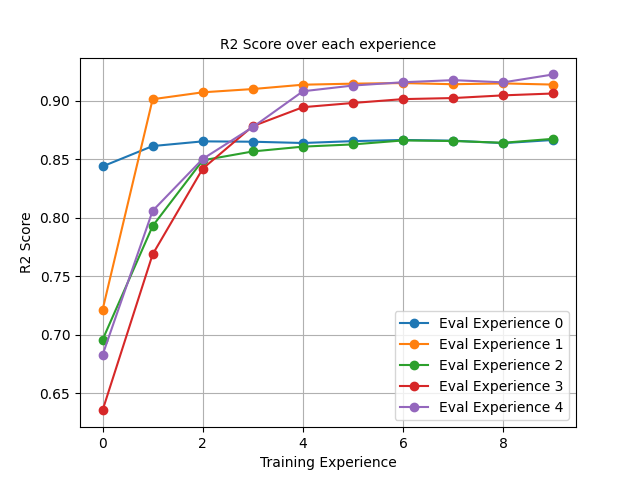 R2 Score over each experience
R2 Score
0.90
0.85
0.80
0.75
0.70
0.65
0 2 4 6 8
Training Experience
Eval Experience 0
Eval Experience 1
Eval Experience 2
Eval Experience 3
Eval Experience 4